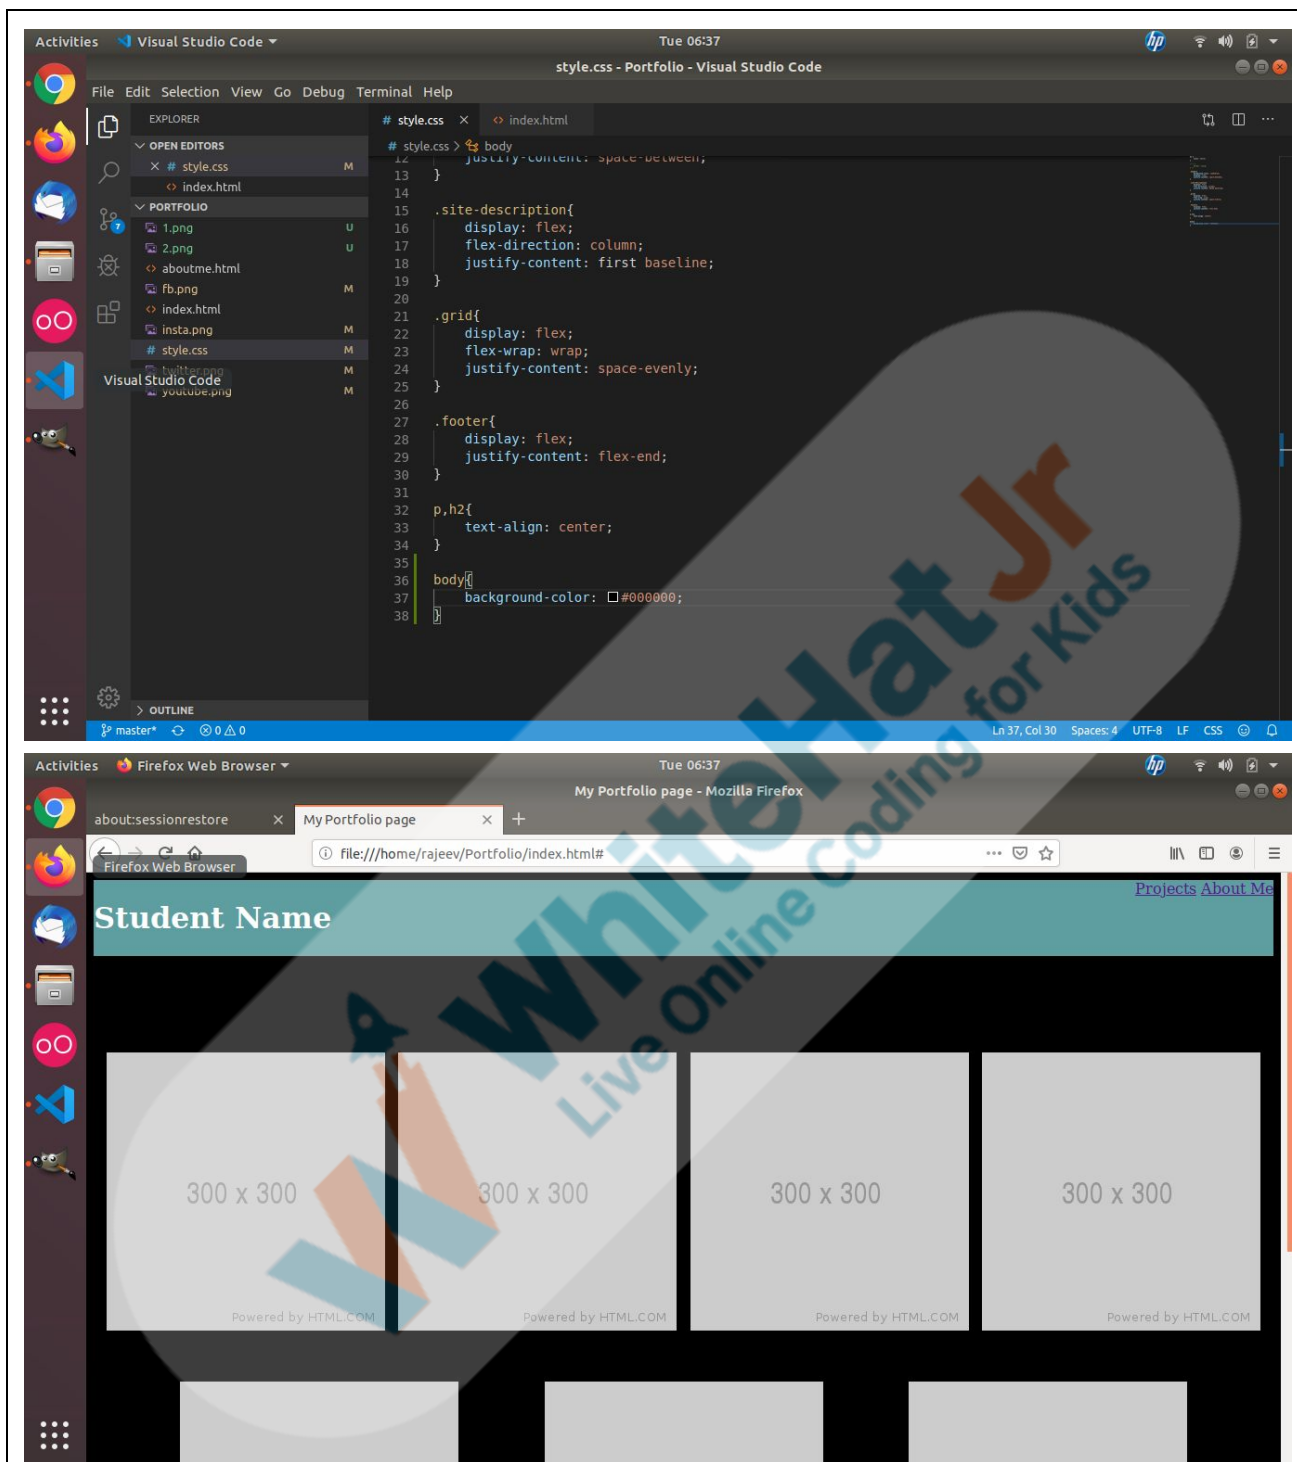 Activities Visual Studio Code Tue 06:37
style.css - Portfolio - Visual Studio Code
File Edit Selection View Go Debug Terminal Help
EXPLORER # style.css × <> index.html
OPEN EDITORS # style.css > body
× # style.css M
<> index.html
PORTFOLIO
1.png U
2.png U
<> aboutme.html
fb.png M
<> index.html
insta.png M
# style.css M
twitter.png M
Visual Studio Code
youtube.png M
12 justify-content: space-between;
13 }
14
15 .site-description{
16 display: flex;
17 flex-direction: column;
18 justify-content: first baseline;
19 }
20
21 .grid{
22 display: flex;
23 flex-wrap: wrap;
24 justify-content: space-evenly;
25 }
26
27 .footer{
28 display: flex;
29 justify-content: flex-end;
30 }
31
32 p,h2{
33 text-align: center;
34 }
35
36 body{
37 background-color: #000000;
38 }
> OUTLINE
master* 0 0 Ln 37, Col 30 Spaces: 4 UTF-8 LF CSS
Activities Firefox Web Browser Tue 06:37
My Portfolio page - Mozilla Firefox
about:sessionrestore × My Portfolio page × +
file:///home/rajeev/Portfolio/index.html#
Firefox Web Browser
Projects About Me
Student Name
300 x 300 300 x 300 300 x 300 300 x 300
Powered by HTML.COM Powered by HTML.COM Powered by HTML.COM Powered by HTML.COM
WhiteHat Jr
Live Online Coding for Kids